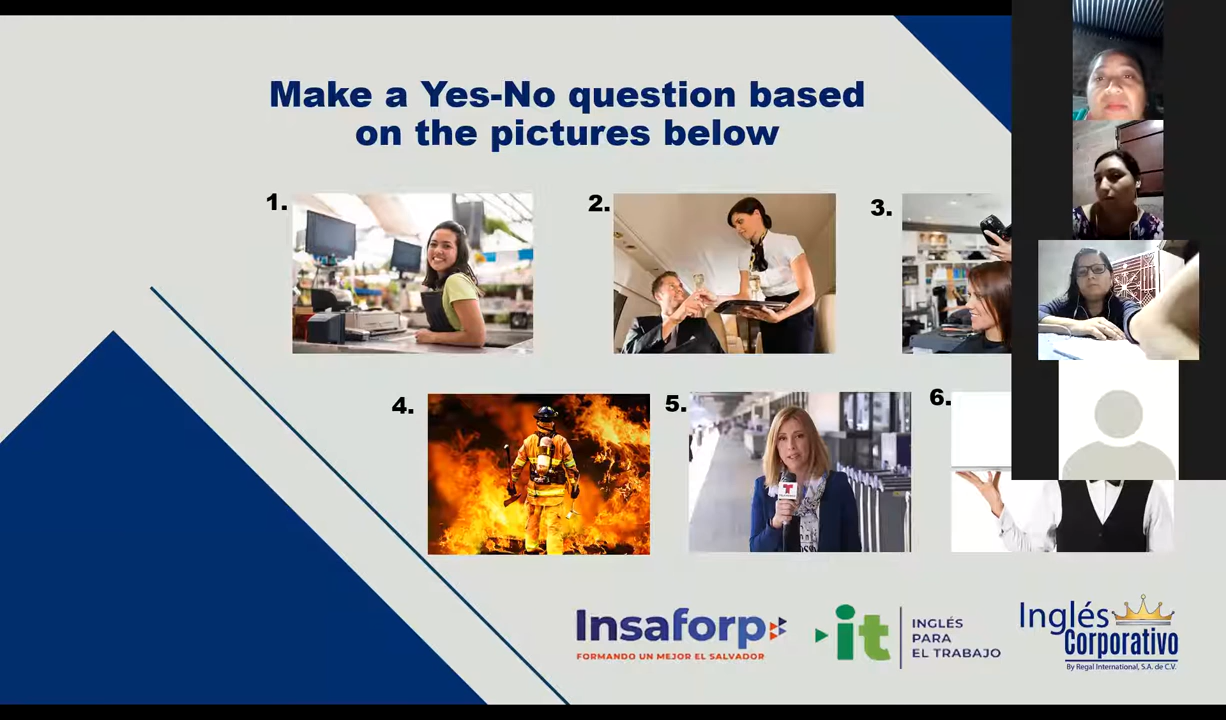 Make a Yes-No question based
on the pictures below
1.
2.
3.
4.
5.
6.
Insaforp
FORMANDO UN MEJOR EL SALVADOR
it
INGLÉS
PARA
EL TRABAJO
Inglés
Corporativo
By Regal International, S.A. de C.V.